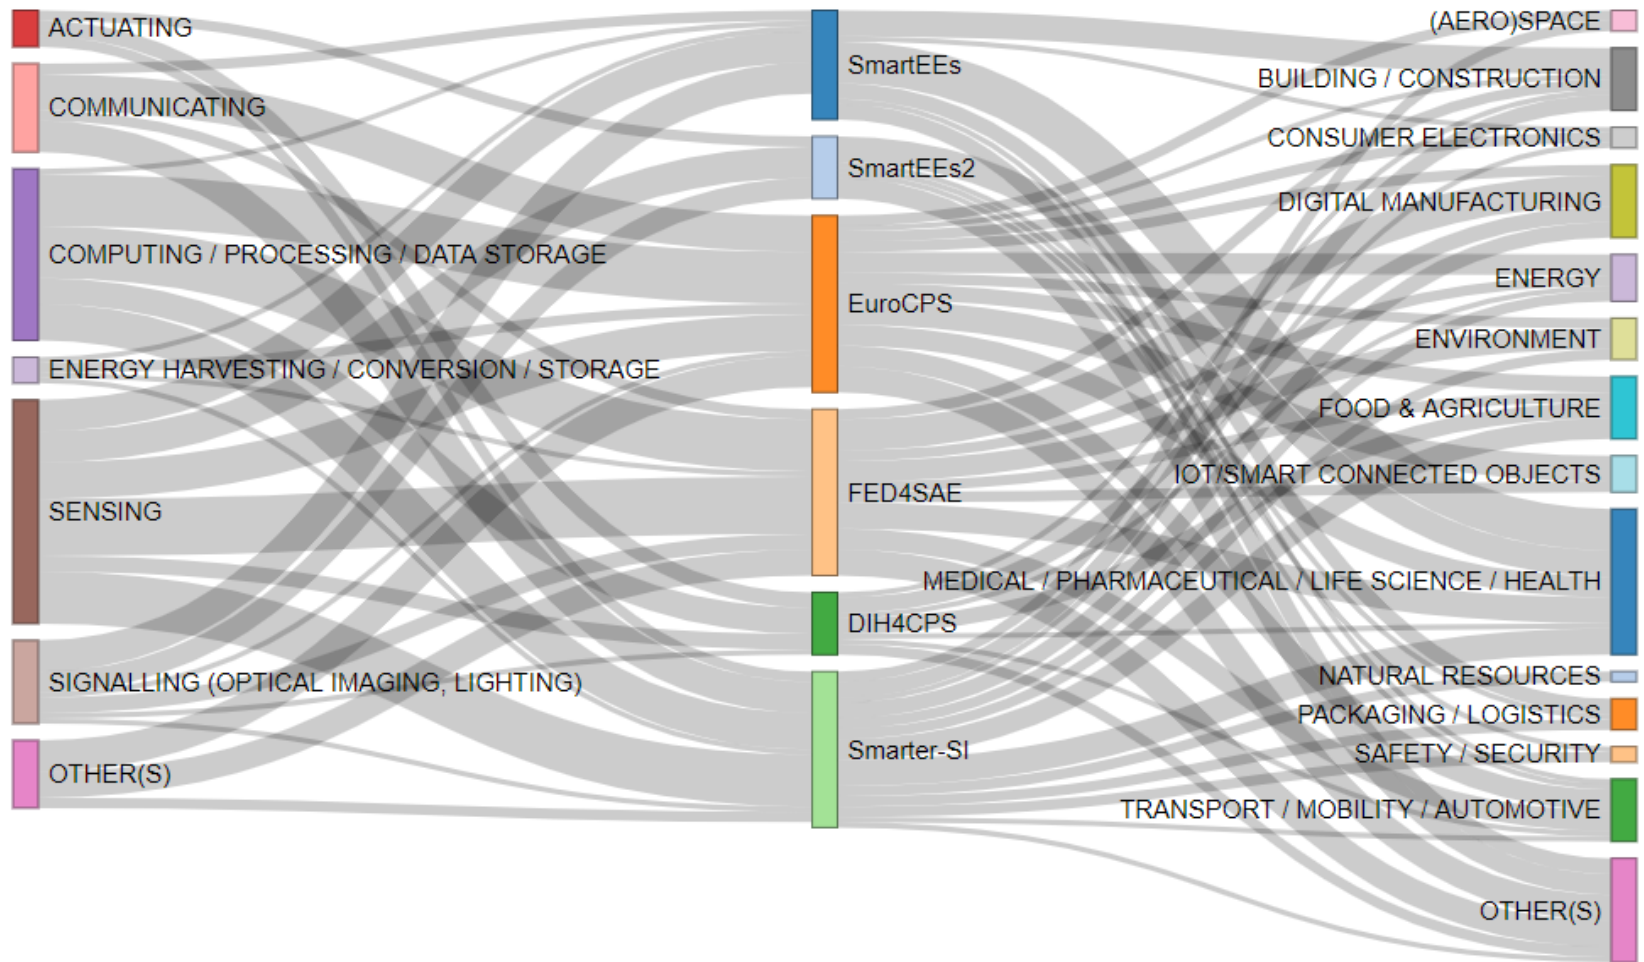 ACTUATING
COMMUNICATING
COMPUTING / PROCESSING / DATA STORAGE
ENERGY HARVESTING / CONVERSION / STORAGE
SENSING
SIGNALLING (OPTICAL IMAGING, LIGHTING)
OTHER(S)
SmartEEs
SmartEEs2
EuroCPS
FED4SAE
DIH4CPS
Smarter-SI
(AERO)SPACE
BUILDING / CONSTRUCTION
CONSUMER ELECTRONICS
DIGITAL MANUFACTURING
ENERGY
ENVIRONMENT
FOOD & AGRICULTURE
IOT/SMART CONNECTED OBJECTS
MEDICAL / PHARMACEUTICAL / LIFE SCIENCE / HEALTH
NATURAL RESOURCES
PACKAGING / LOGISTICS
SAFETY / SECURITY
TRANSPORT / MOBILITY / AUTOMOTIVE
OTHER(S)